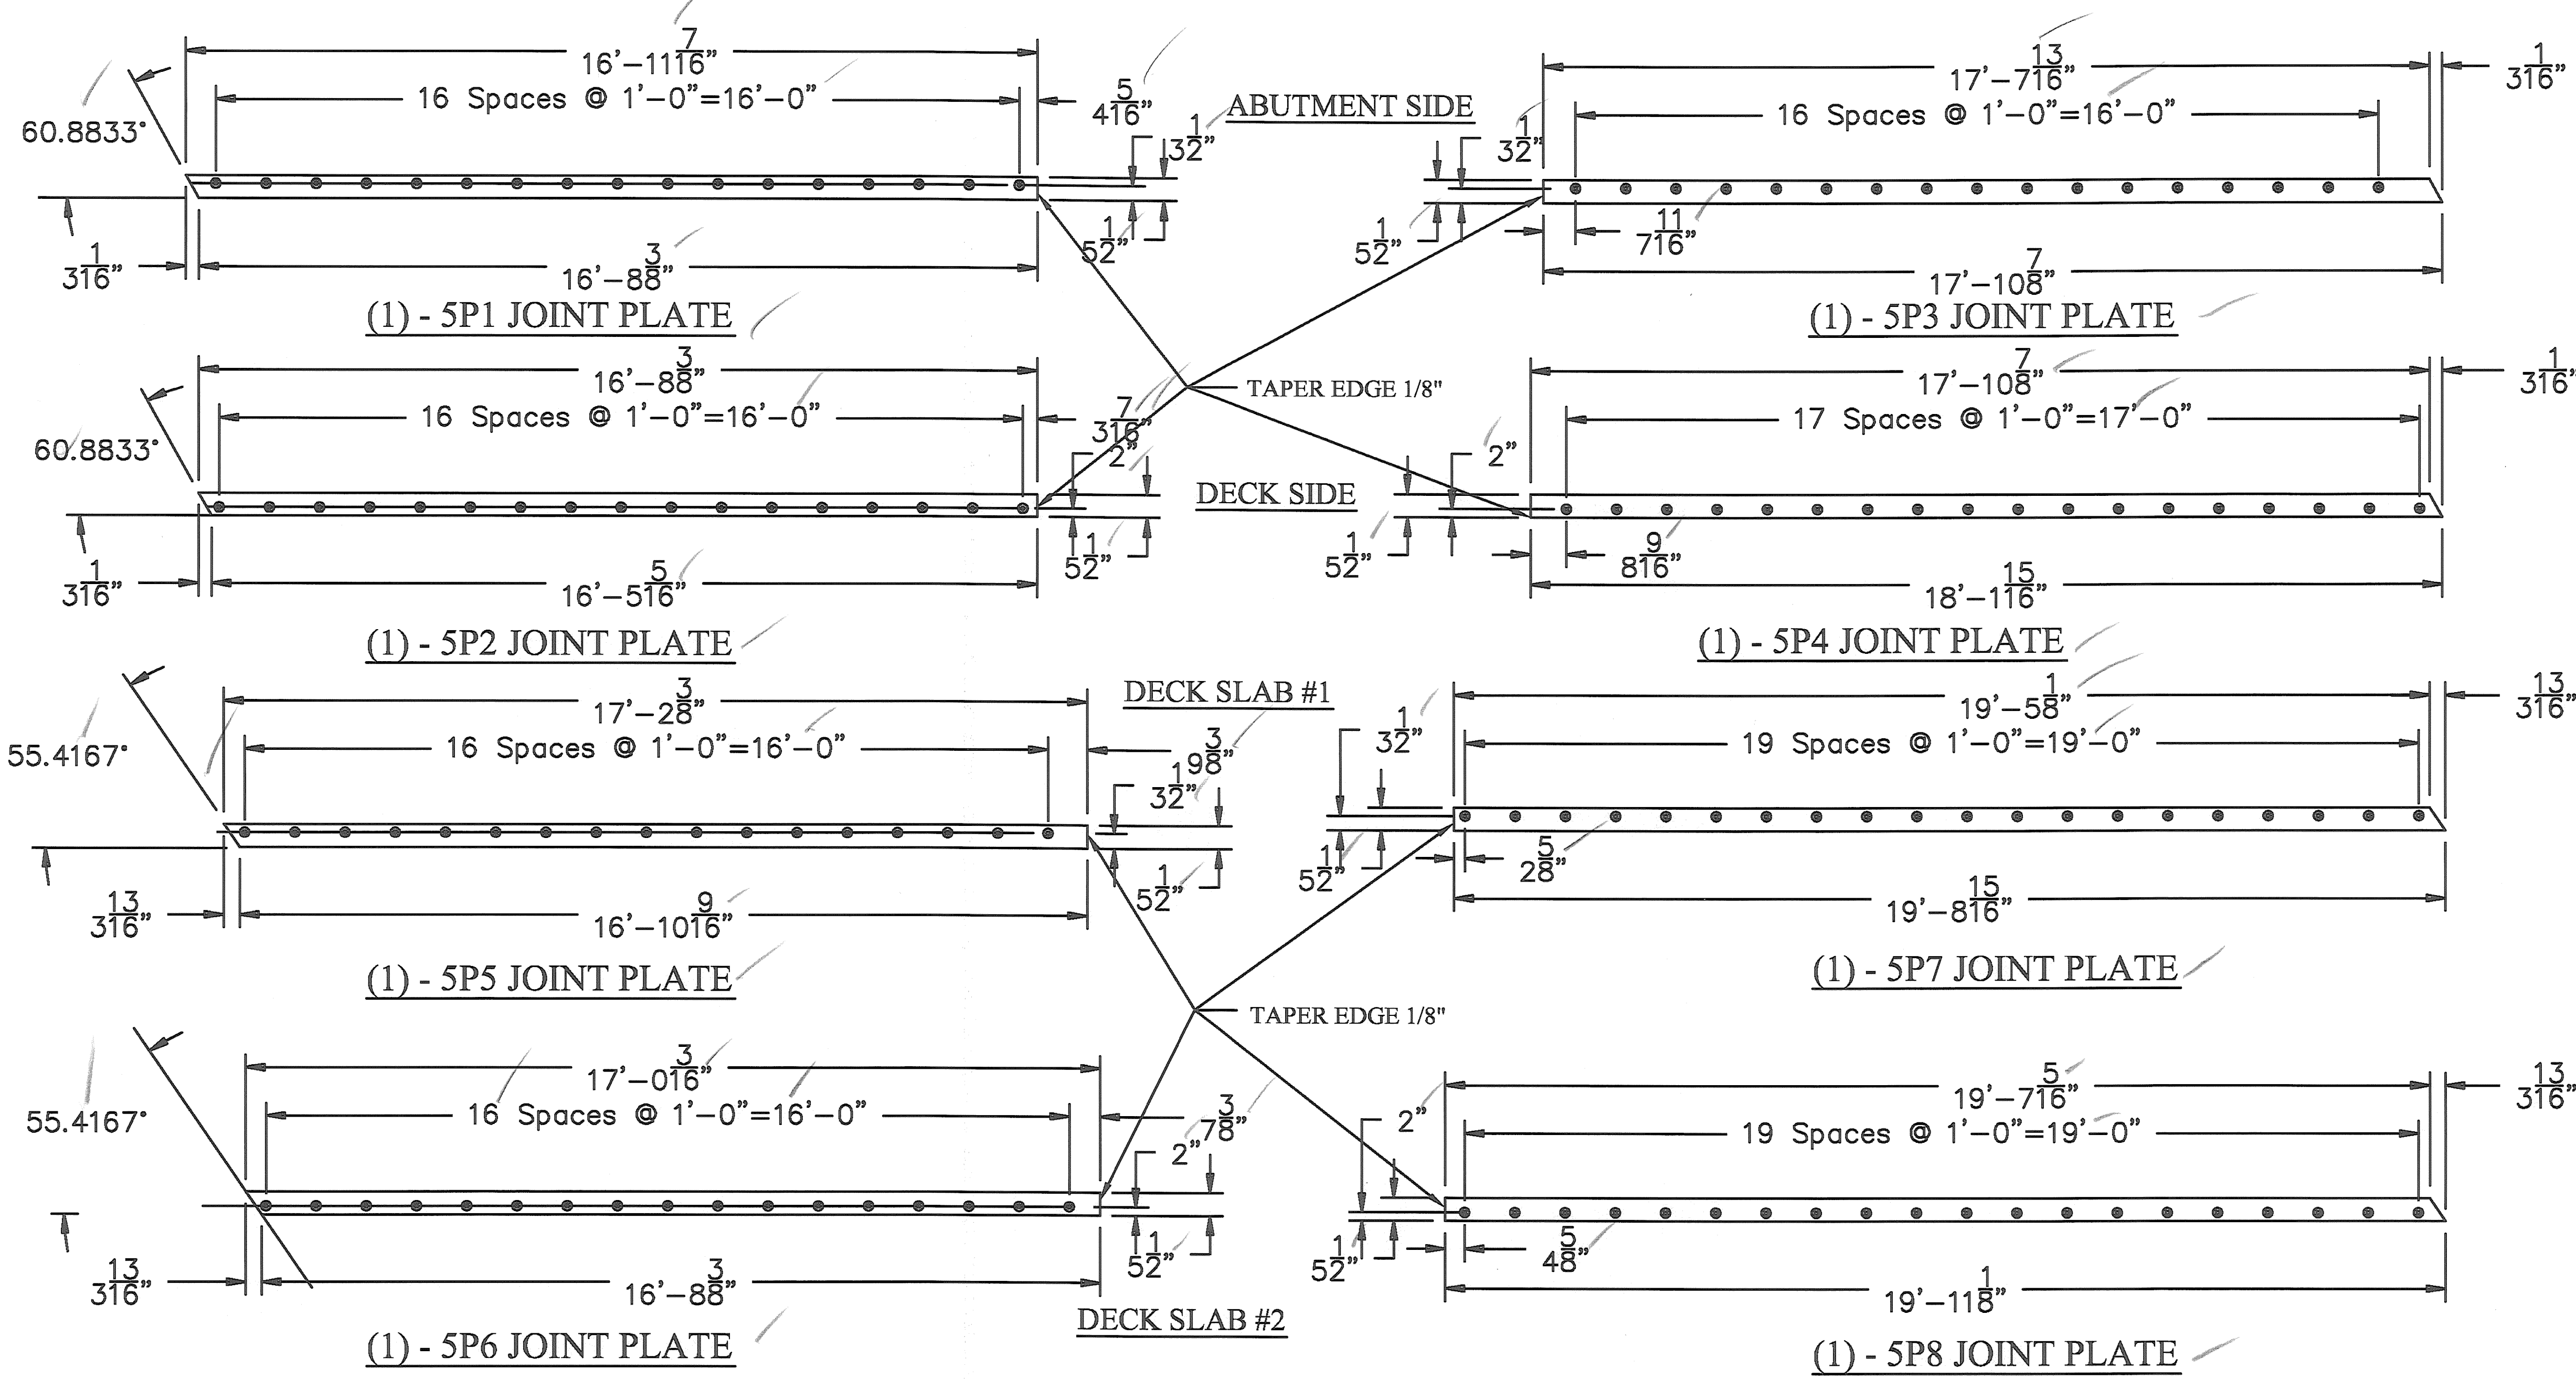 16'-11 7/16"
16 Spaces @ 1'-0"=16'-0"
4 5/16"
60.8833°
3 1/2"
5 1/2"
3 1/16"
16'-8 3/8"
(1) - 5P1 JOINT PLATE
ABUTMENT SIDE
17'-7 13/16"
3 1/16"
16 Spaces @ 1'-0"=16'-0"
3 1/2"
5 1/2"
7 11/16"
17'-10 7/8"
(1) - 5P3 JOINT PLATE
16'-8 3/8"
16 Spaces @ 1'-0"=16'-0"
3 7/16"
60.8833°
2"
5 1/2"
3 1/16"
16'-5 5/16"
(1) - 5P2 JOINT PLATE
TAPER EDGE 1/8"
DECK SIDE
17'-10 7/8"
3 1/16"
17 Spaces @ 1'-0"=17'-0"
2"
5 1/2"
8 9/16"
18'-1 15/16"
(1) - 5P4 JOINT PLATE
17'-2 3/8"
16 Spaces @ 1'-0"=16'-0"
9 3/8"
55.4167°
3 1/2"
5 1/2"
3 13/16"
16'-10 9/16"
(1) - 5P5 JOINT PLATE
DECK SLAB #1
19'-5 1/8"
3 13/16"
19 Spaces @ 1'-0"=19'-0"
3 1/2"
5 1/2"
2 5/8"
19'-8 15/16"
(1) - 5P7 JOINT PLATE
17'-0 3/16"
16 Spaces @ 1'-0"=16'-0"
7 3/8"
55.4167°
2"
5 1/2"
3 13/16"
16'-8 3/8"
(1) - 5P6 JOINT PLATE
TAPER EDGE 1/8"
DECK SLAB #2
19'-7 5/16"
3 13/16"
19 Spaces @ 1'-0"=19'-0"
2"
5 1/2"
4 5/8"
19'-11 1/8"
(1) - 5P8 JOINT PLATE